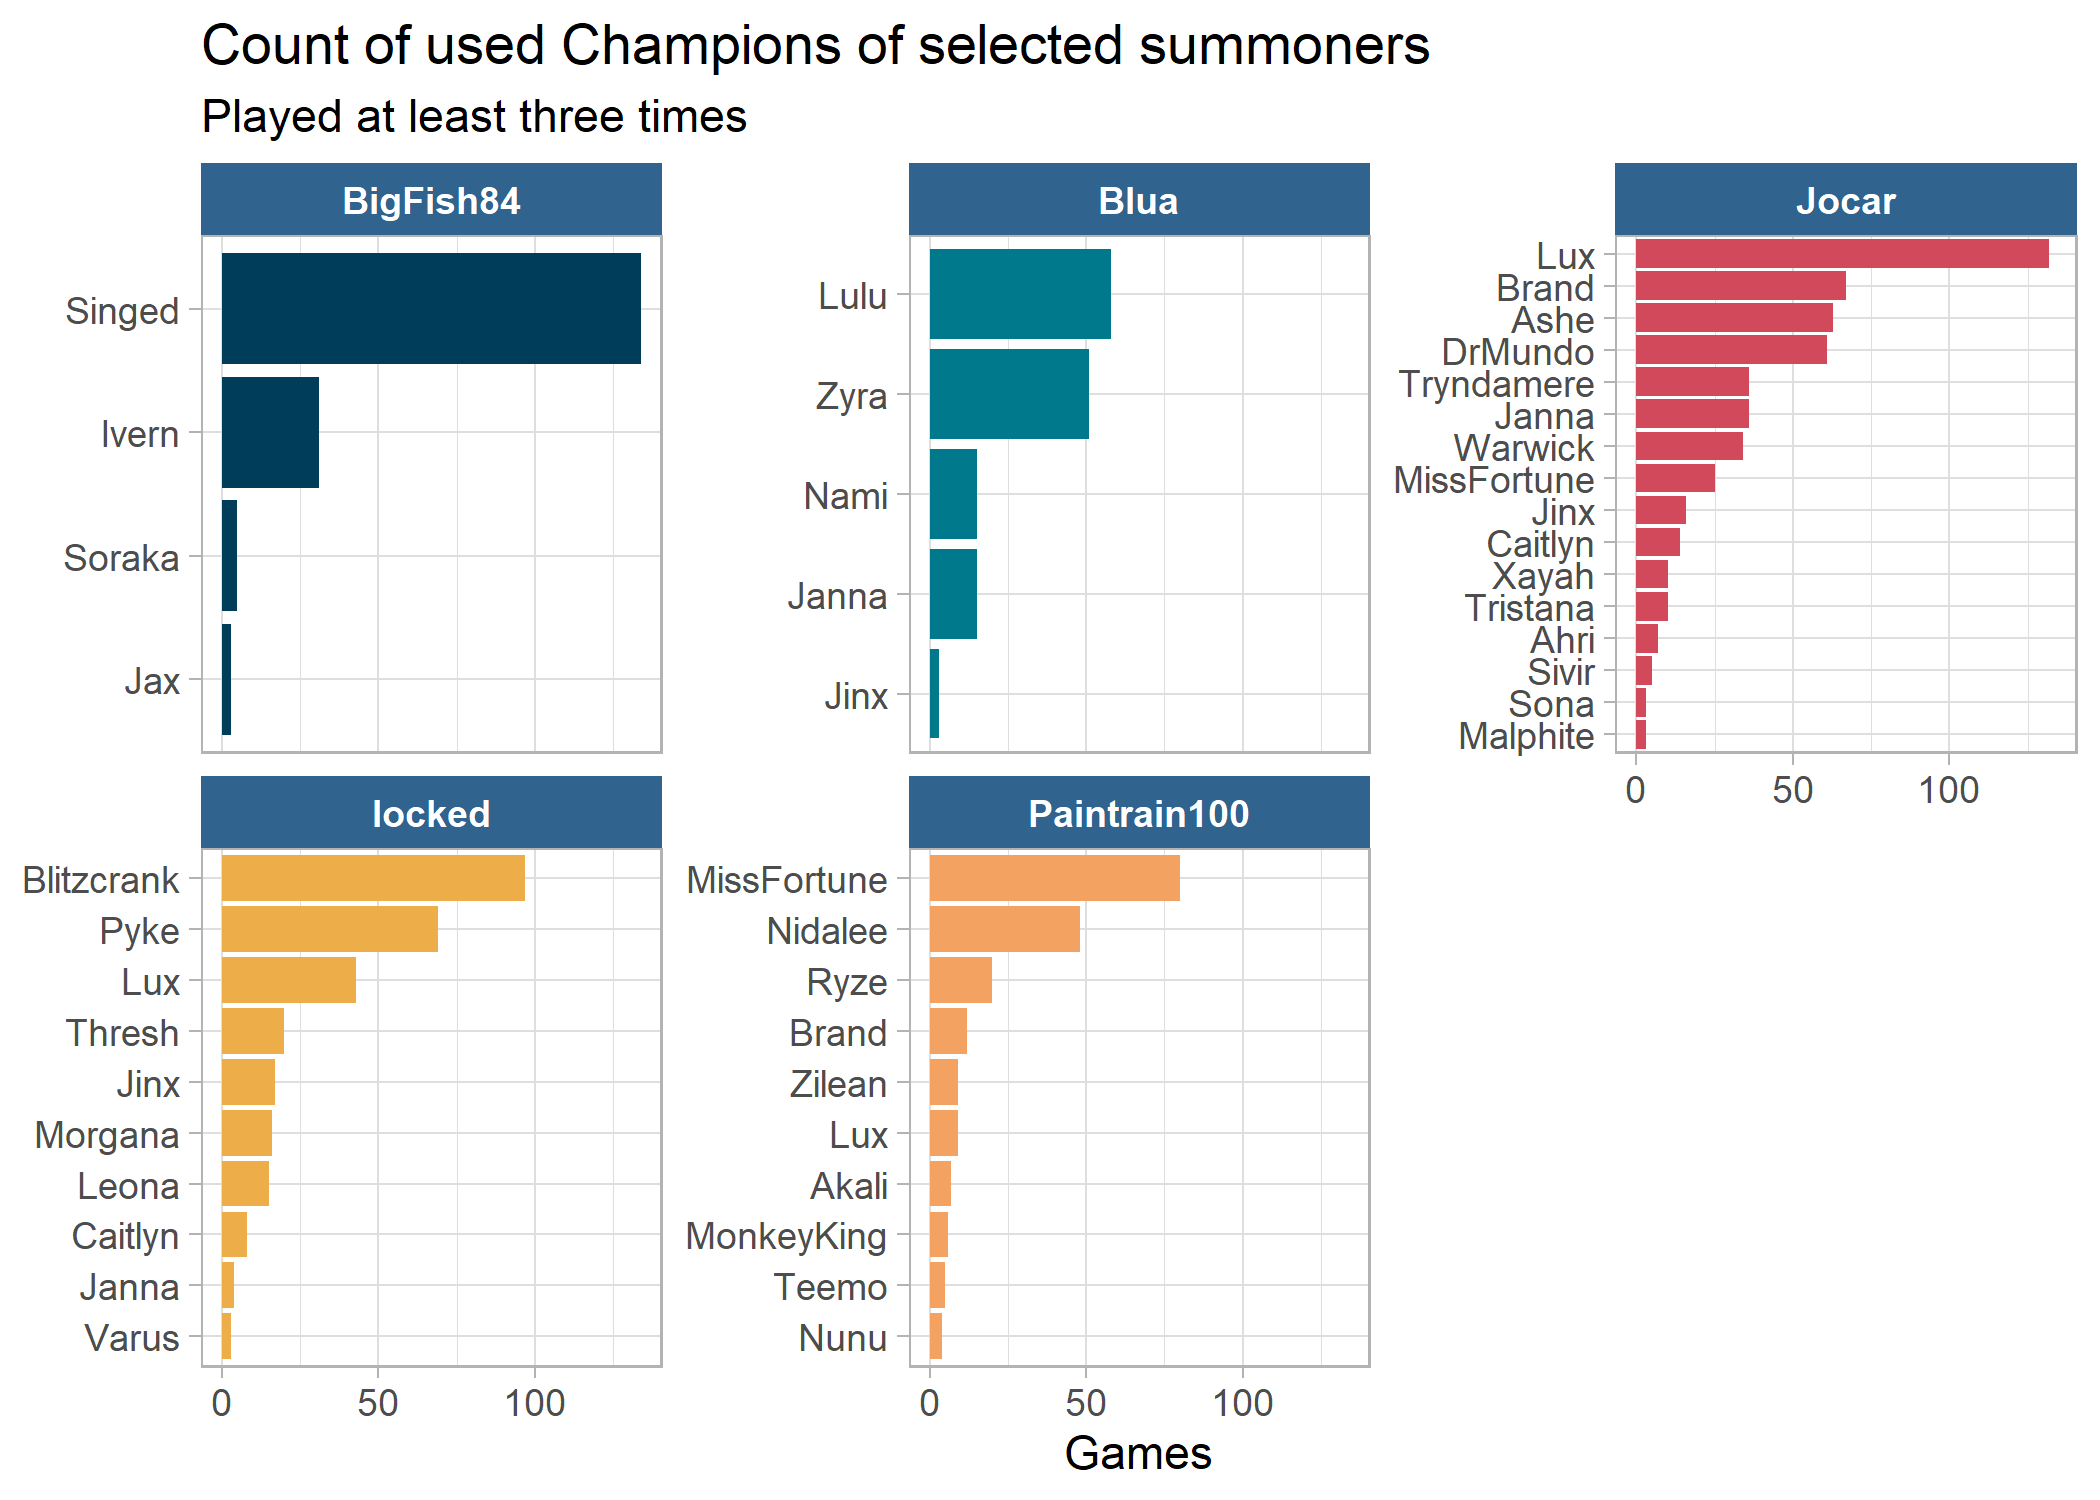 Count of used Champions of selected summoners
Played at least three times
BigFish84
Singed
Ivern
Soraka
Jax
Blua
Lulu
Zyra
Nami
Janna
Jinx
Jocar
Lux
Brand
Ashe
DrMundo
Tryndamere
Janna
Warwick
MissFortune
Jinx
Caitlyn
Xayah
Tristana
Ahri
Sivir
Sona
Malphite
0 50 100
locked
Blitzcrank
Pyke
Lux
Thresh
Jinx
Morgana
Leona
Caitlyn
Janna
Varus
0 50 100
Paintrain100
MissFortune
Nidalee
Ryze
Brand
Zilean
Lux
Akali
MonkeyKing
Teemo
Nunu
0 50 100
Games